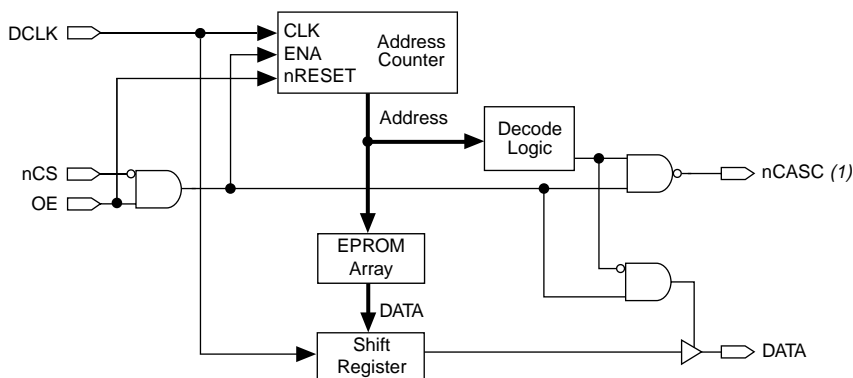 DCLK
CLK
ENA
nRESET
Address
Counter
Address
Decode
Logic
nCS
OE
nCASC (1)
EPROM
Array
DATA
Shift
Register
DATA